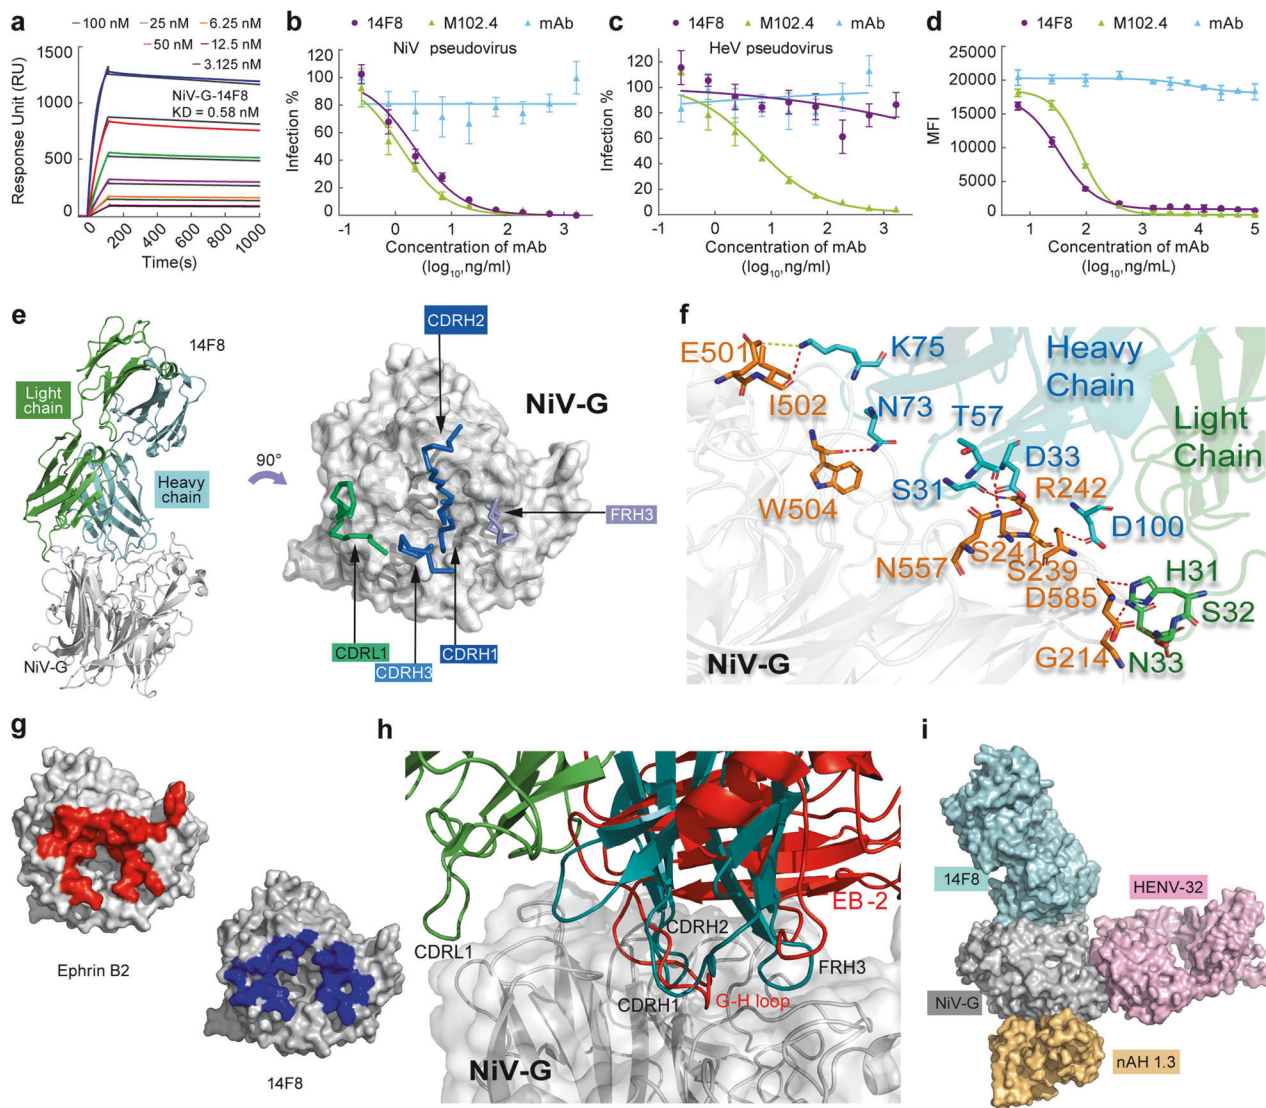 a
100 nM 25 nM 6.25 nM
50 nM 12.5 nM
3.125 nM
Response Unit (RU)
1500
1000
500
0
NiV-G-14F8
KD = 0.58 nM
0 200 400 600 800 1000
Time(s)
b
14F8 M102.4 mAb
NiV pseudovirus
Infection %
120
100
80
60
40
20
0
-1 0 1 2 3
Concentration of mAb
(log10,ng/ml)
c
14F8 M102.4 mAb
HeV pseudovirus
Infection %
120
100
80
60
40
20
0
-1 0 1 2 3
Concentration of mAb
(log10,ng/ml)
d
14F8 M102.4 mAb
MFI
25000
20000
15000
10000
5000
0
1 2 3 4 5
Concentration of mAb
(log10,ng/mL)
e
14F8
Light
chain
Heavy
chain
NiV-G
90°
CDRH2
NiV-G
FRH3
CDRL1
CDRH3
CDRH1
f
E501
K75
Heavy
Chain
I502
N73
T57
Light
Chain
D33
S31
R242
W504
D100
S241
N557
S239
H31
D585
S32
G214
N33
NiV-G
g
Ephrin B2
14F8
h
EB-2
CDRH2
CDRL1
FRH3
CDRH1
G-H loop
NiV-G
i
14F8
HENV-32
NiV-G
nAH 1.3